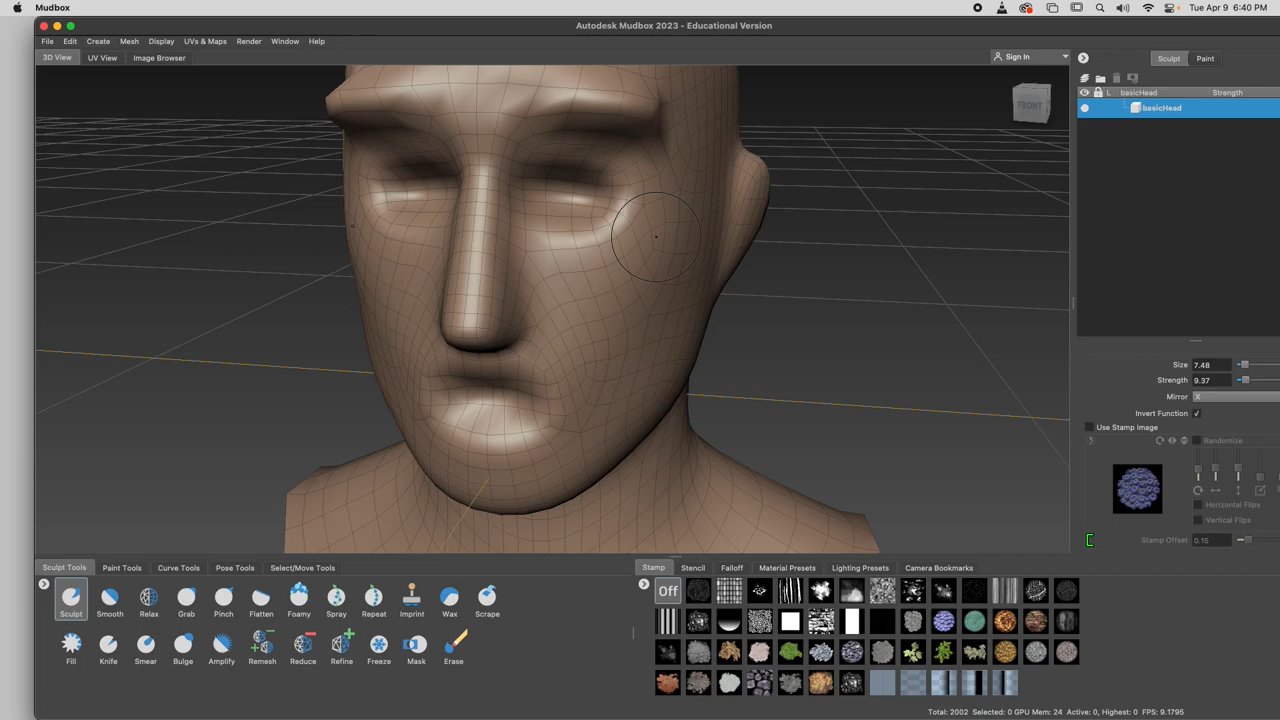 Mudbox
Tue Apr 9 6:40 PM
Autodesk Mudbox 2023 - Educational Version
File Edit Create Mesh Display UVs & Maps Render Window Help
3D View UV View Image Browser
Sign In
Sculpt Paint
L basicHead Strength
basicHead
FRONT
Size 7.48
Strength 9.37
Mirror X
Invert Function
Use Stamp Image
Randomize
Horizontal Flips
Vertical Flips
Stamp Offset 0.15
Sculpt Tools Paint Tools Curve Tools Pose Tools Select/Move Tools
Stamp Stencil Falloff Material Presets Lighting Presets Camera Bookmarks
Off
Sculpt Smooth Relax Grab Pinch Flatten Foamy Spray Repeat Imprint Wax Scrape
Fill Knife Smear Bulge Amplify Remesh Reduce Refine Freeze Mask Erase
Total: 2002 Selected: 0 GPU Mem: 24 Active: 0, Highest: 0 FPS: 9.1795